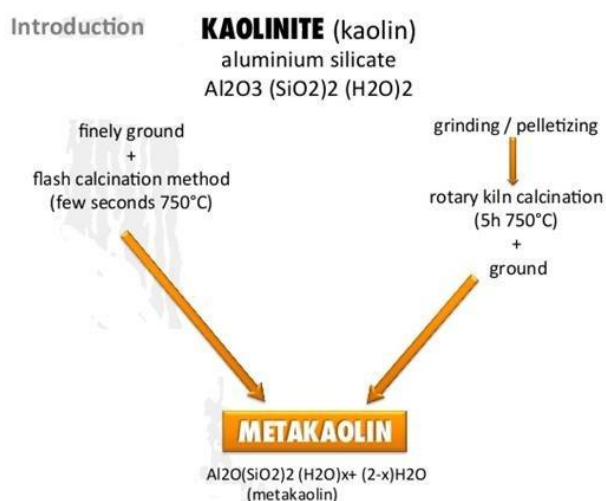 Introduction
KAOLINITE (kaolin)
aluminium silicate
Al2O3 (SiO2)2 (H2O)2
finely ground
+
flash calcination method
(few seconds 750°C)
grinding / pelletizing
rotary kiln calcination
(5h 750°C)
+
ground
METAKAOLIN
Al2O(SiO2)2 (H2O)x+ (2-x)H2O
(metakaolin)